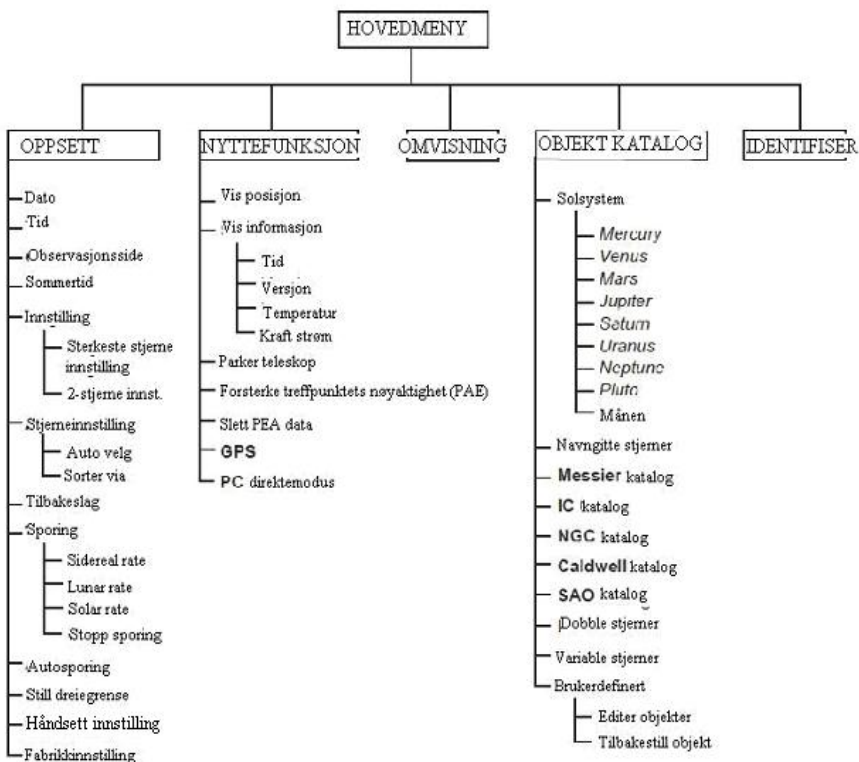 HOVEDMENY
OPPSETT
Dato
Tid
Observasjonsside
Sommertid
Innstilling
Sterkeste stjerne
innstilling
2-stjerne innst.
Stjerneinnstilling
Auto velg
Sorter via
Tilbakeslag
Sporing
Sidereal rate
Lunar rate
Solar rate
Stopp sporing
Autosporing
Still dreiegrense
Håndsett innstilling
Fabrikkinnstilling
NYTTEFUNKSJON
Vis posisjon
Vis informasjon
Tid
Versjon
Temperatur
Kraft strøm
Parker teleskop
Forsterke treffpunktets nøyaktighet (PAE)
Slett PEA data
GPS
PC direktemodus
OMVISNING
OBJEKT KATALOG
Solsystem
Mercury
Venus
Mars
Jupiter
Saturn
Uranus
Neptune
Pluto
Månen
Navngitte stjerner
Messier katalog
IC katalog
NGC katalog
Caldwell katalog
SAO katalog
Dobble stjerner
Variable stjerner
Brukerdefinert
Editer objekter
Tilbakestill objekt
IDENTIFISER